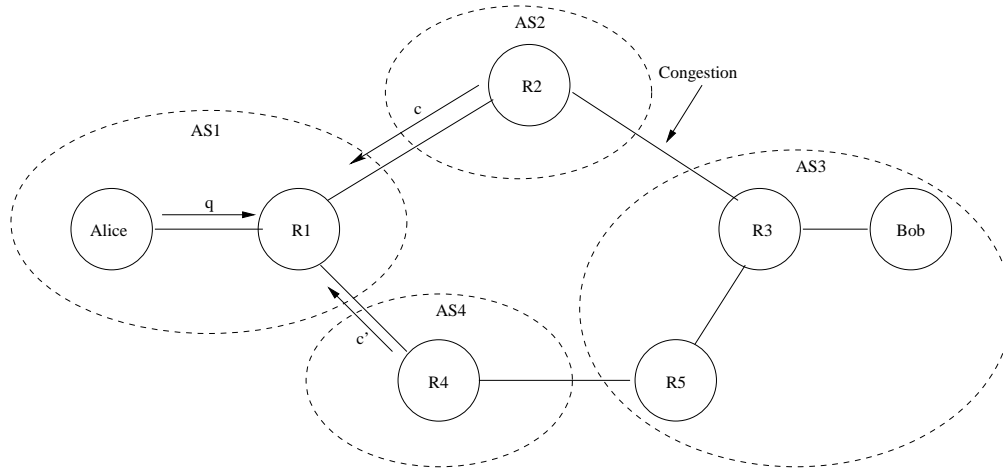 AS2
Congestion
R2
c
AS1
AS3
q
Alice
R1
R3
Bob
AS4
c'
R4
R5